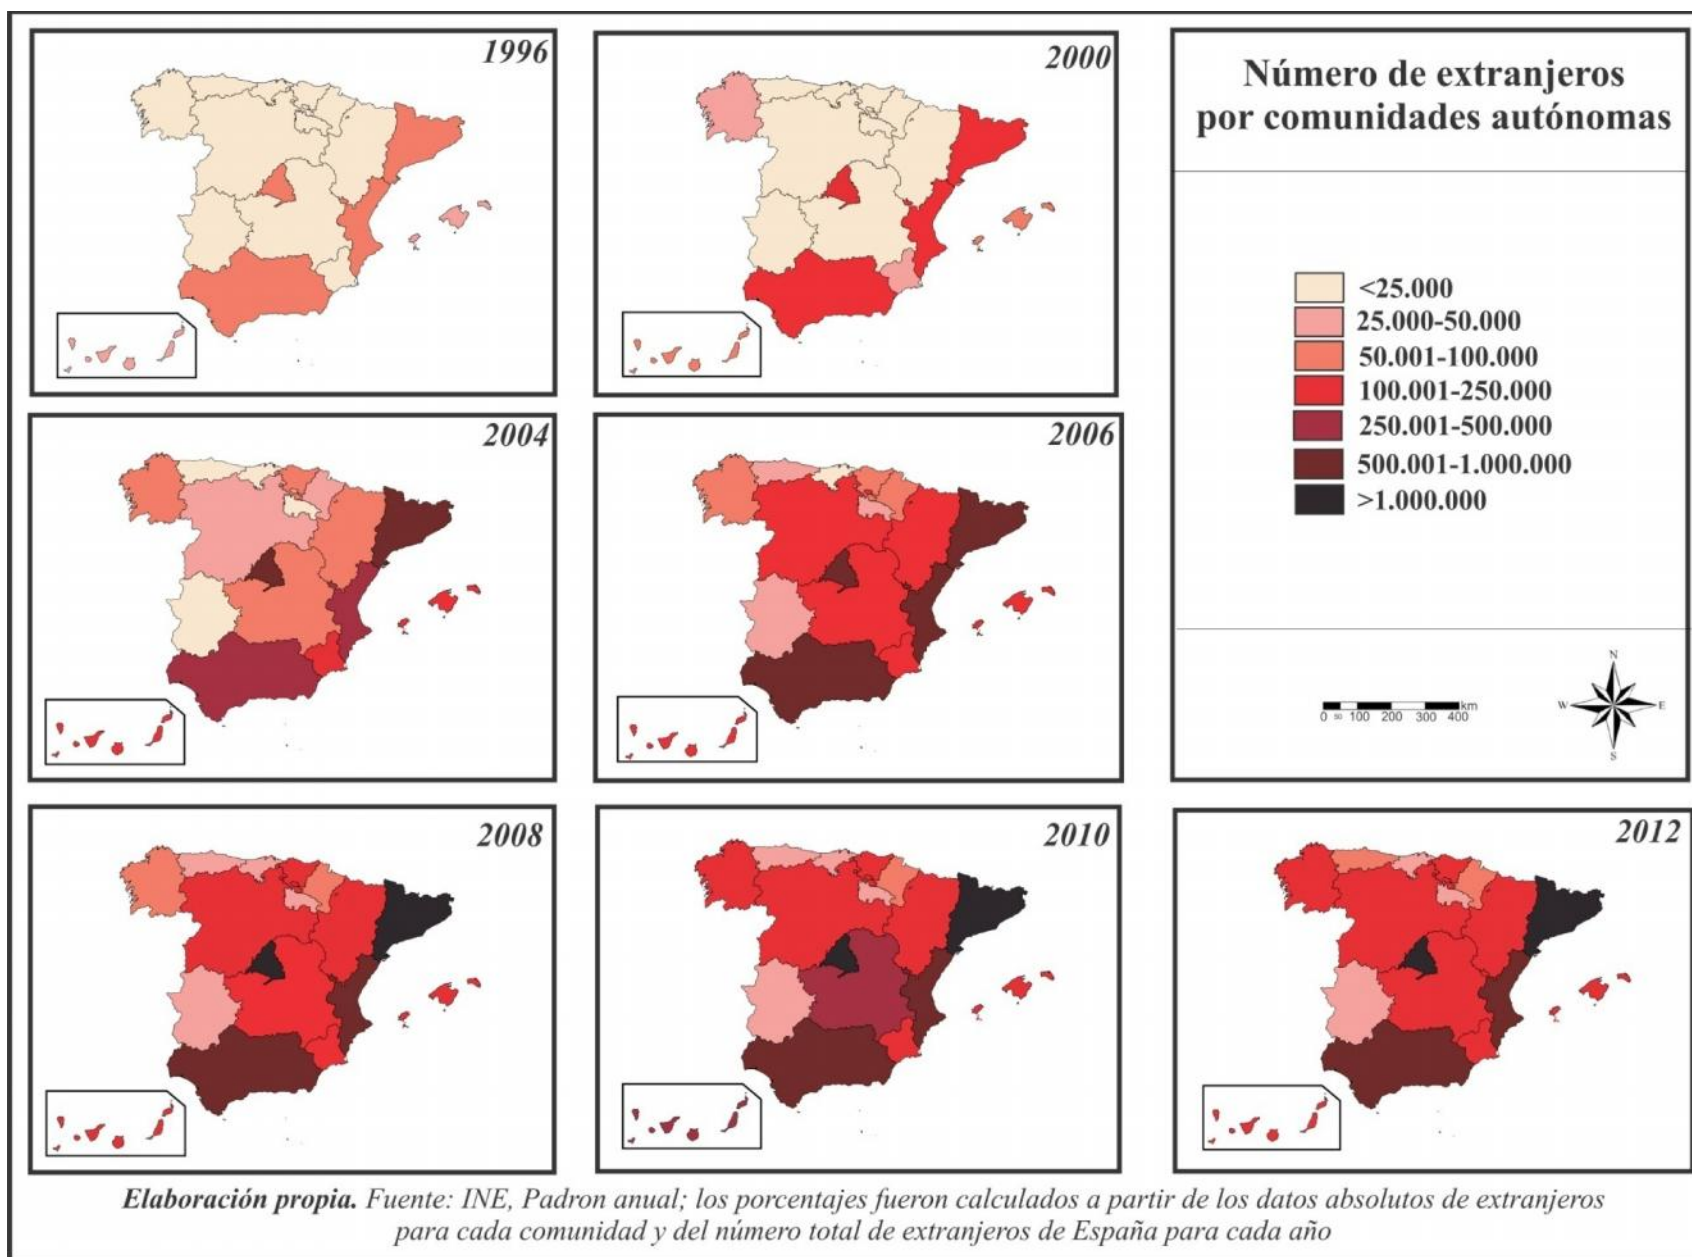 1996
2000
Número de extranjeros
por comunidades autónomas
<25.000
25.000-50.000
50.001-100.000
100.001-250.000
250.001-500.000
500.001-1.000.000
>1.000.000
2004
2006
N
W
E
S
km
0 50 100 200 300 400
2008
2010
2012
Elaboración propia. Fuente: INE, Padron anual; los porcentajes fueron calculados a partir de los datos absolutos de extranjeros
para cada comunidad y del número total de extranjeros de España para cada año